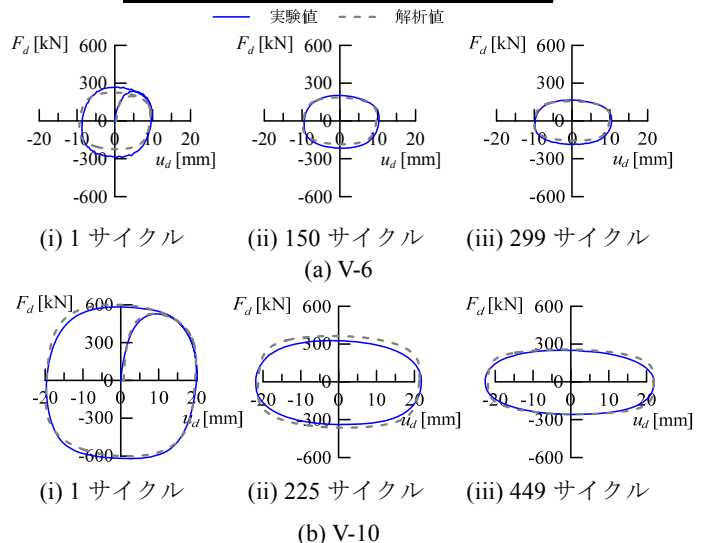 実験値 解析値
F_d [kN] 600 F_d [kN] 600 F_d [kN] 600
300 300 300
0 0 0
-20 -10 10 20 -20 -10 10 20 -20 -10 10 20
-300 u_d [mm] -300 u_d [mm] -300 u_d [mm]
-600 -600 -600
(i) 1 サイクル (ii) 150 サイクル (iii) 299 サイクル
(a) V-6
F_d [kN] 600 F_d [kN] 600 F_d [kN] 600
300 300 300
0 0 0
-20 -10 10 20 -20 -10 10 20 -20 -10 10 20
-300 u_d [mm] -300 u_d [mm] -300 u_d [mm]
-600 -600 -600
(i) 1 サイクル (ii) 225 サイクル (iii) 449 サイクル
(b) V-10